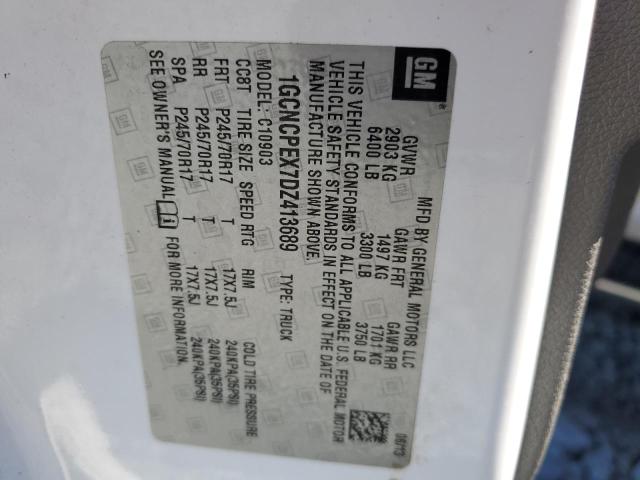 GM
MFD BY GENERAL MOTORS LLC 06/13
GVWR GAWR FRT GAWR RR
2903 KG 1497 KG 1701 KG
6400 LB 3300 LB 3750 LB
THIS VEHICLE CONFORMS TO ALL APPLICABLE U.S. FEDERAL MOTOR
VEHICLE SAFETY STANDARDS IN EFFECT ON THE DATE OF
MANUFACTURE SHOWN ABOVE.
1GCNCPEX7DZ413689 TYPE: TRUCK
MODEL: C10903
CC8T TIRE SIZE SPEED RTG RIM COLD TIRE PRESSURE
FRT P245/70R17 T 17X7.5J 240KPA(35PSI)
RR P245/70R17 T 17X7.5J 240KPA(35PSI)
SPA P245/70R17 T 17X7.5J 240KPA(35PSI)
SEE OWNER'S MANUAL FOR MORE INFORMATION.